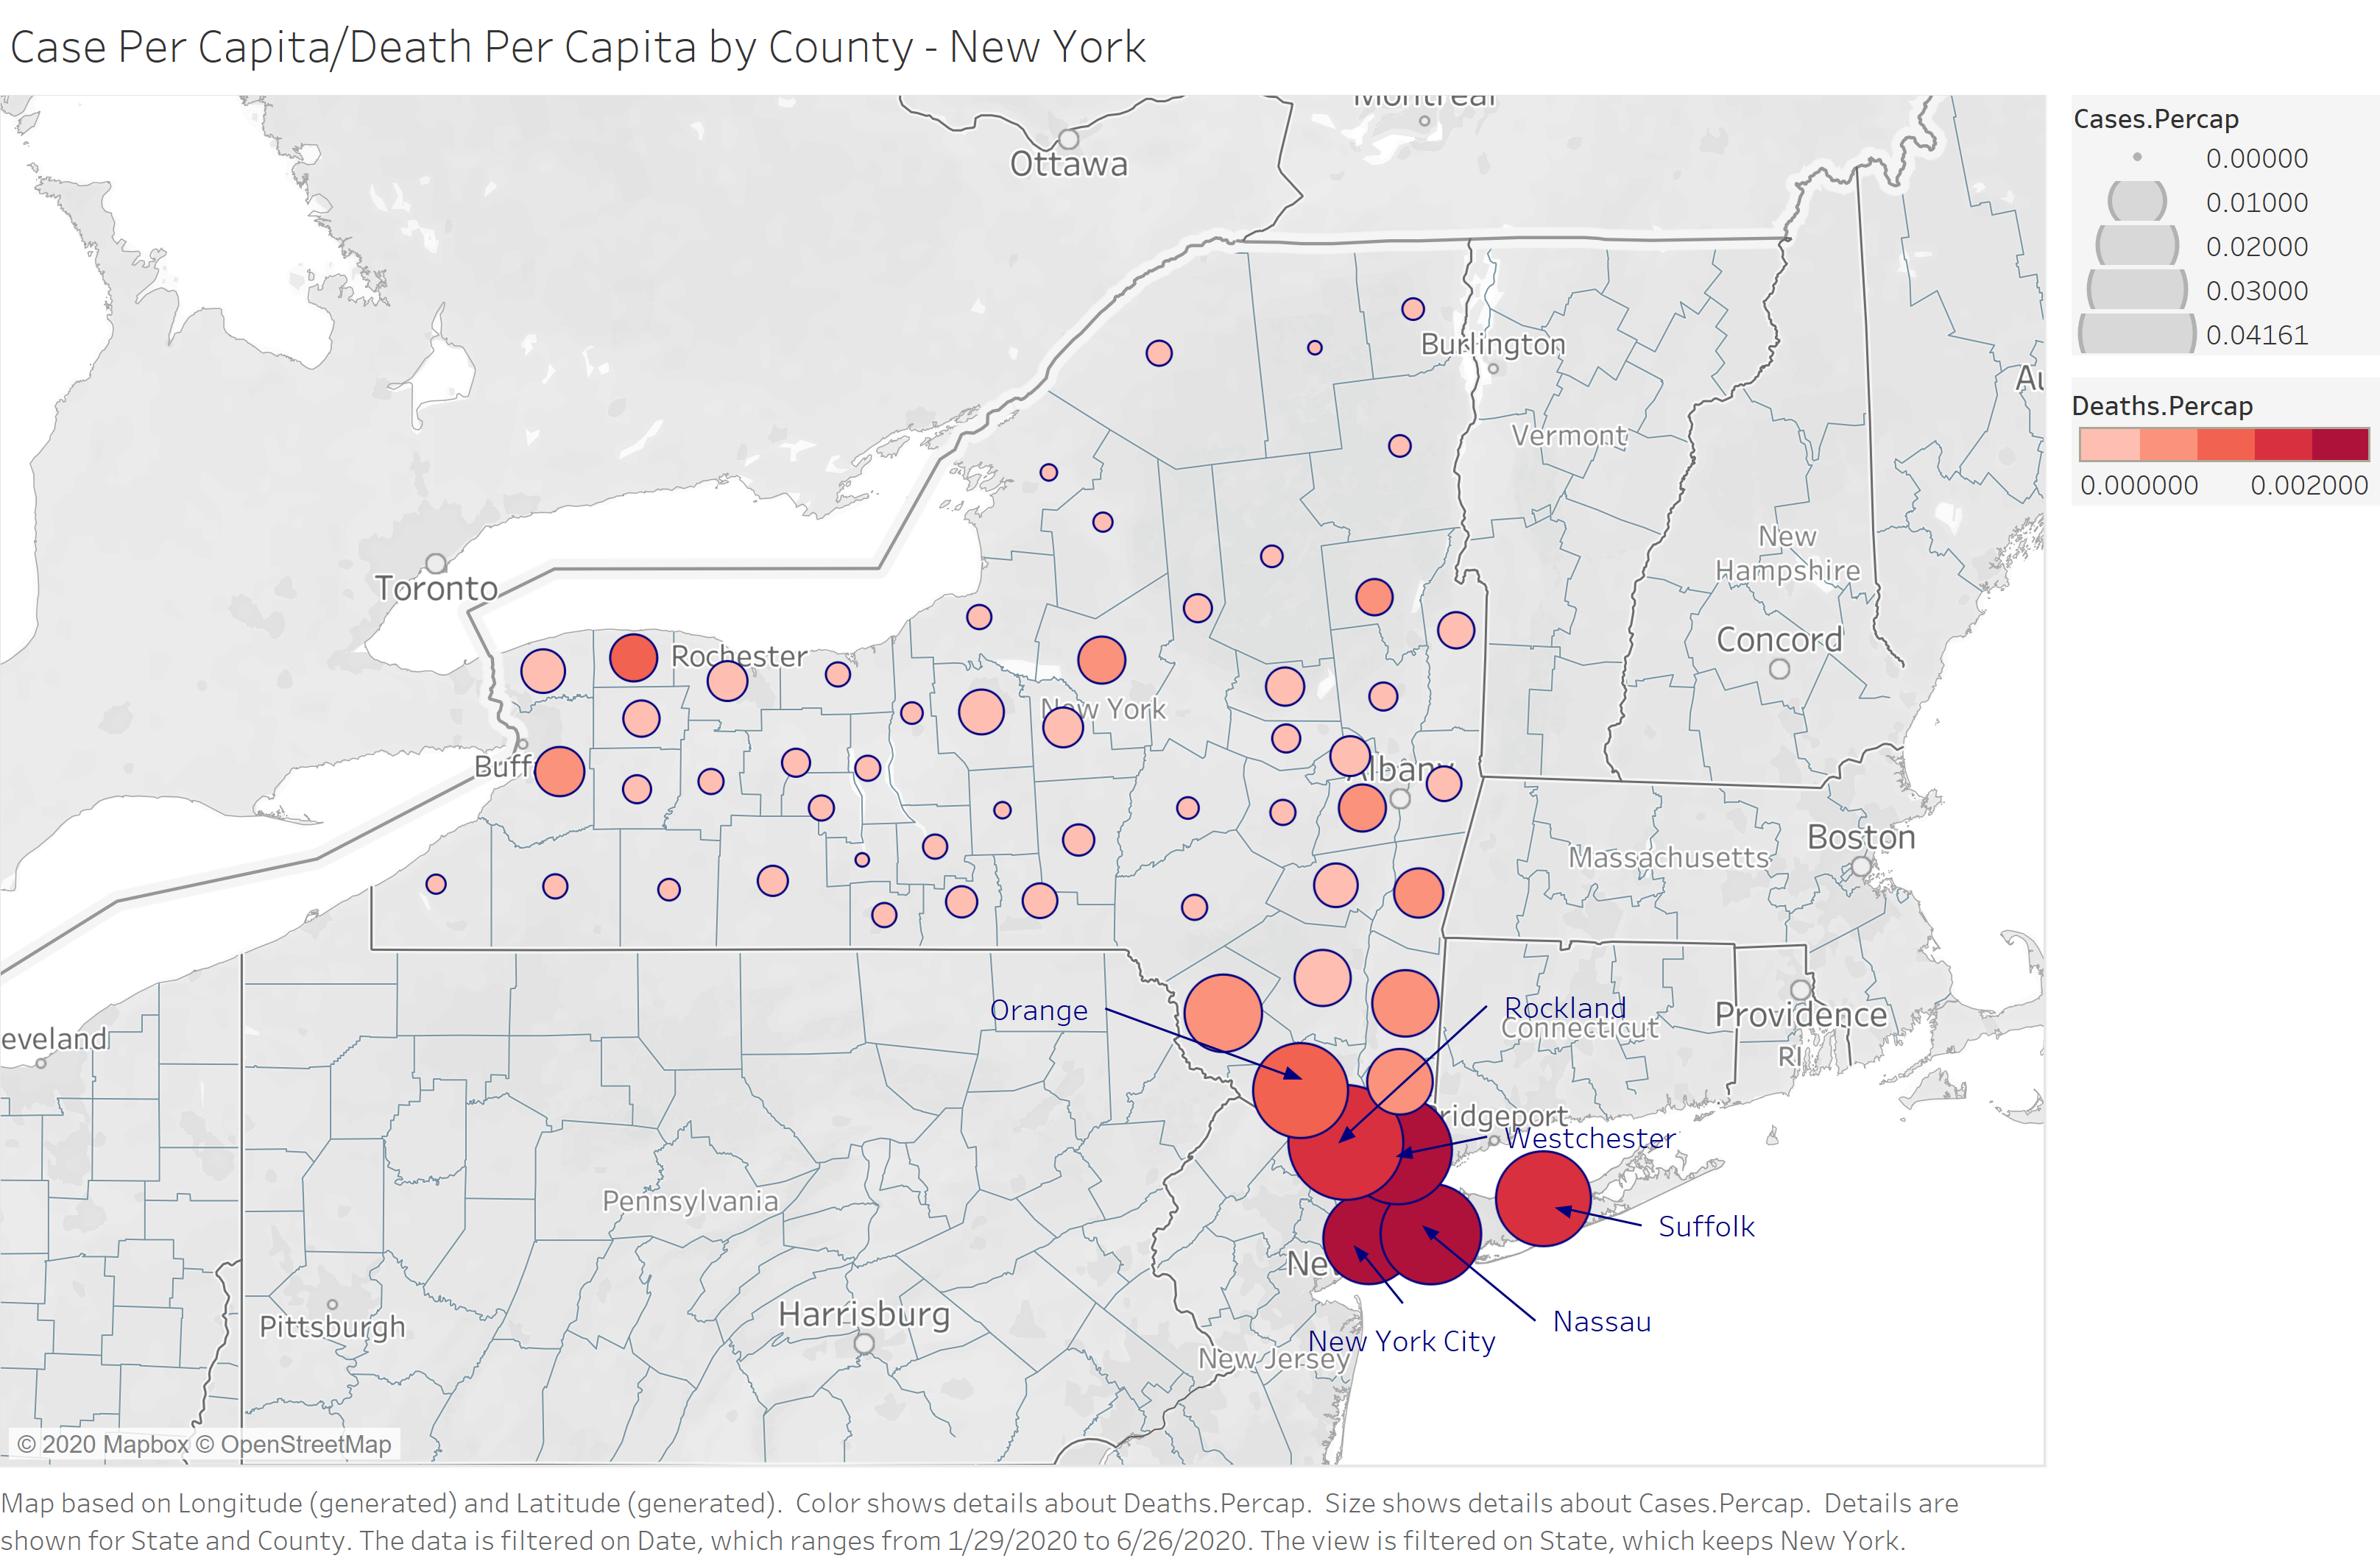 Case Per Capita/Death Per Capita by County - New York
Montreal
Ottawa
Cases.Percap
0.00000
0.01000
0.02000
0.03000
0.04161
Deaths.Percap
0.000000 0.002000
Burlington
Au
Vermont
New
Hampshire
Toronto
Concord
Rochester
New York
Buff
Albany
Boston
Massachusetts
Orange
Rockland
Providence
Connecticut
eveland
RI
ridgeport
Westchester
Pennsylvania
Suffolk
Ne
Harrisburg
Pittsburgh
Nassau
New York City
New Jersey
© 2020 Mapbox © OpenStreetMap
Map based on Longitude (generated) and Latitude (generated). Color shows details about Deaths.Percap. Size shows details about Cases.Percap. Details are
shown for State and County. The data is filtered on Date, which ranges from 1/29/2020 to 6/26/2020. The view is filtered on State, which keeps New York.